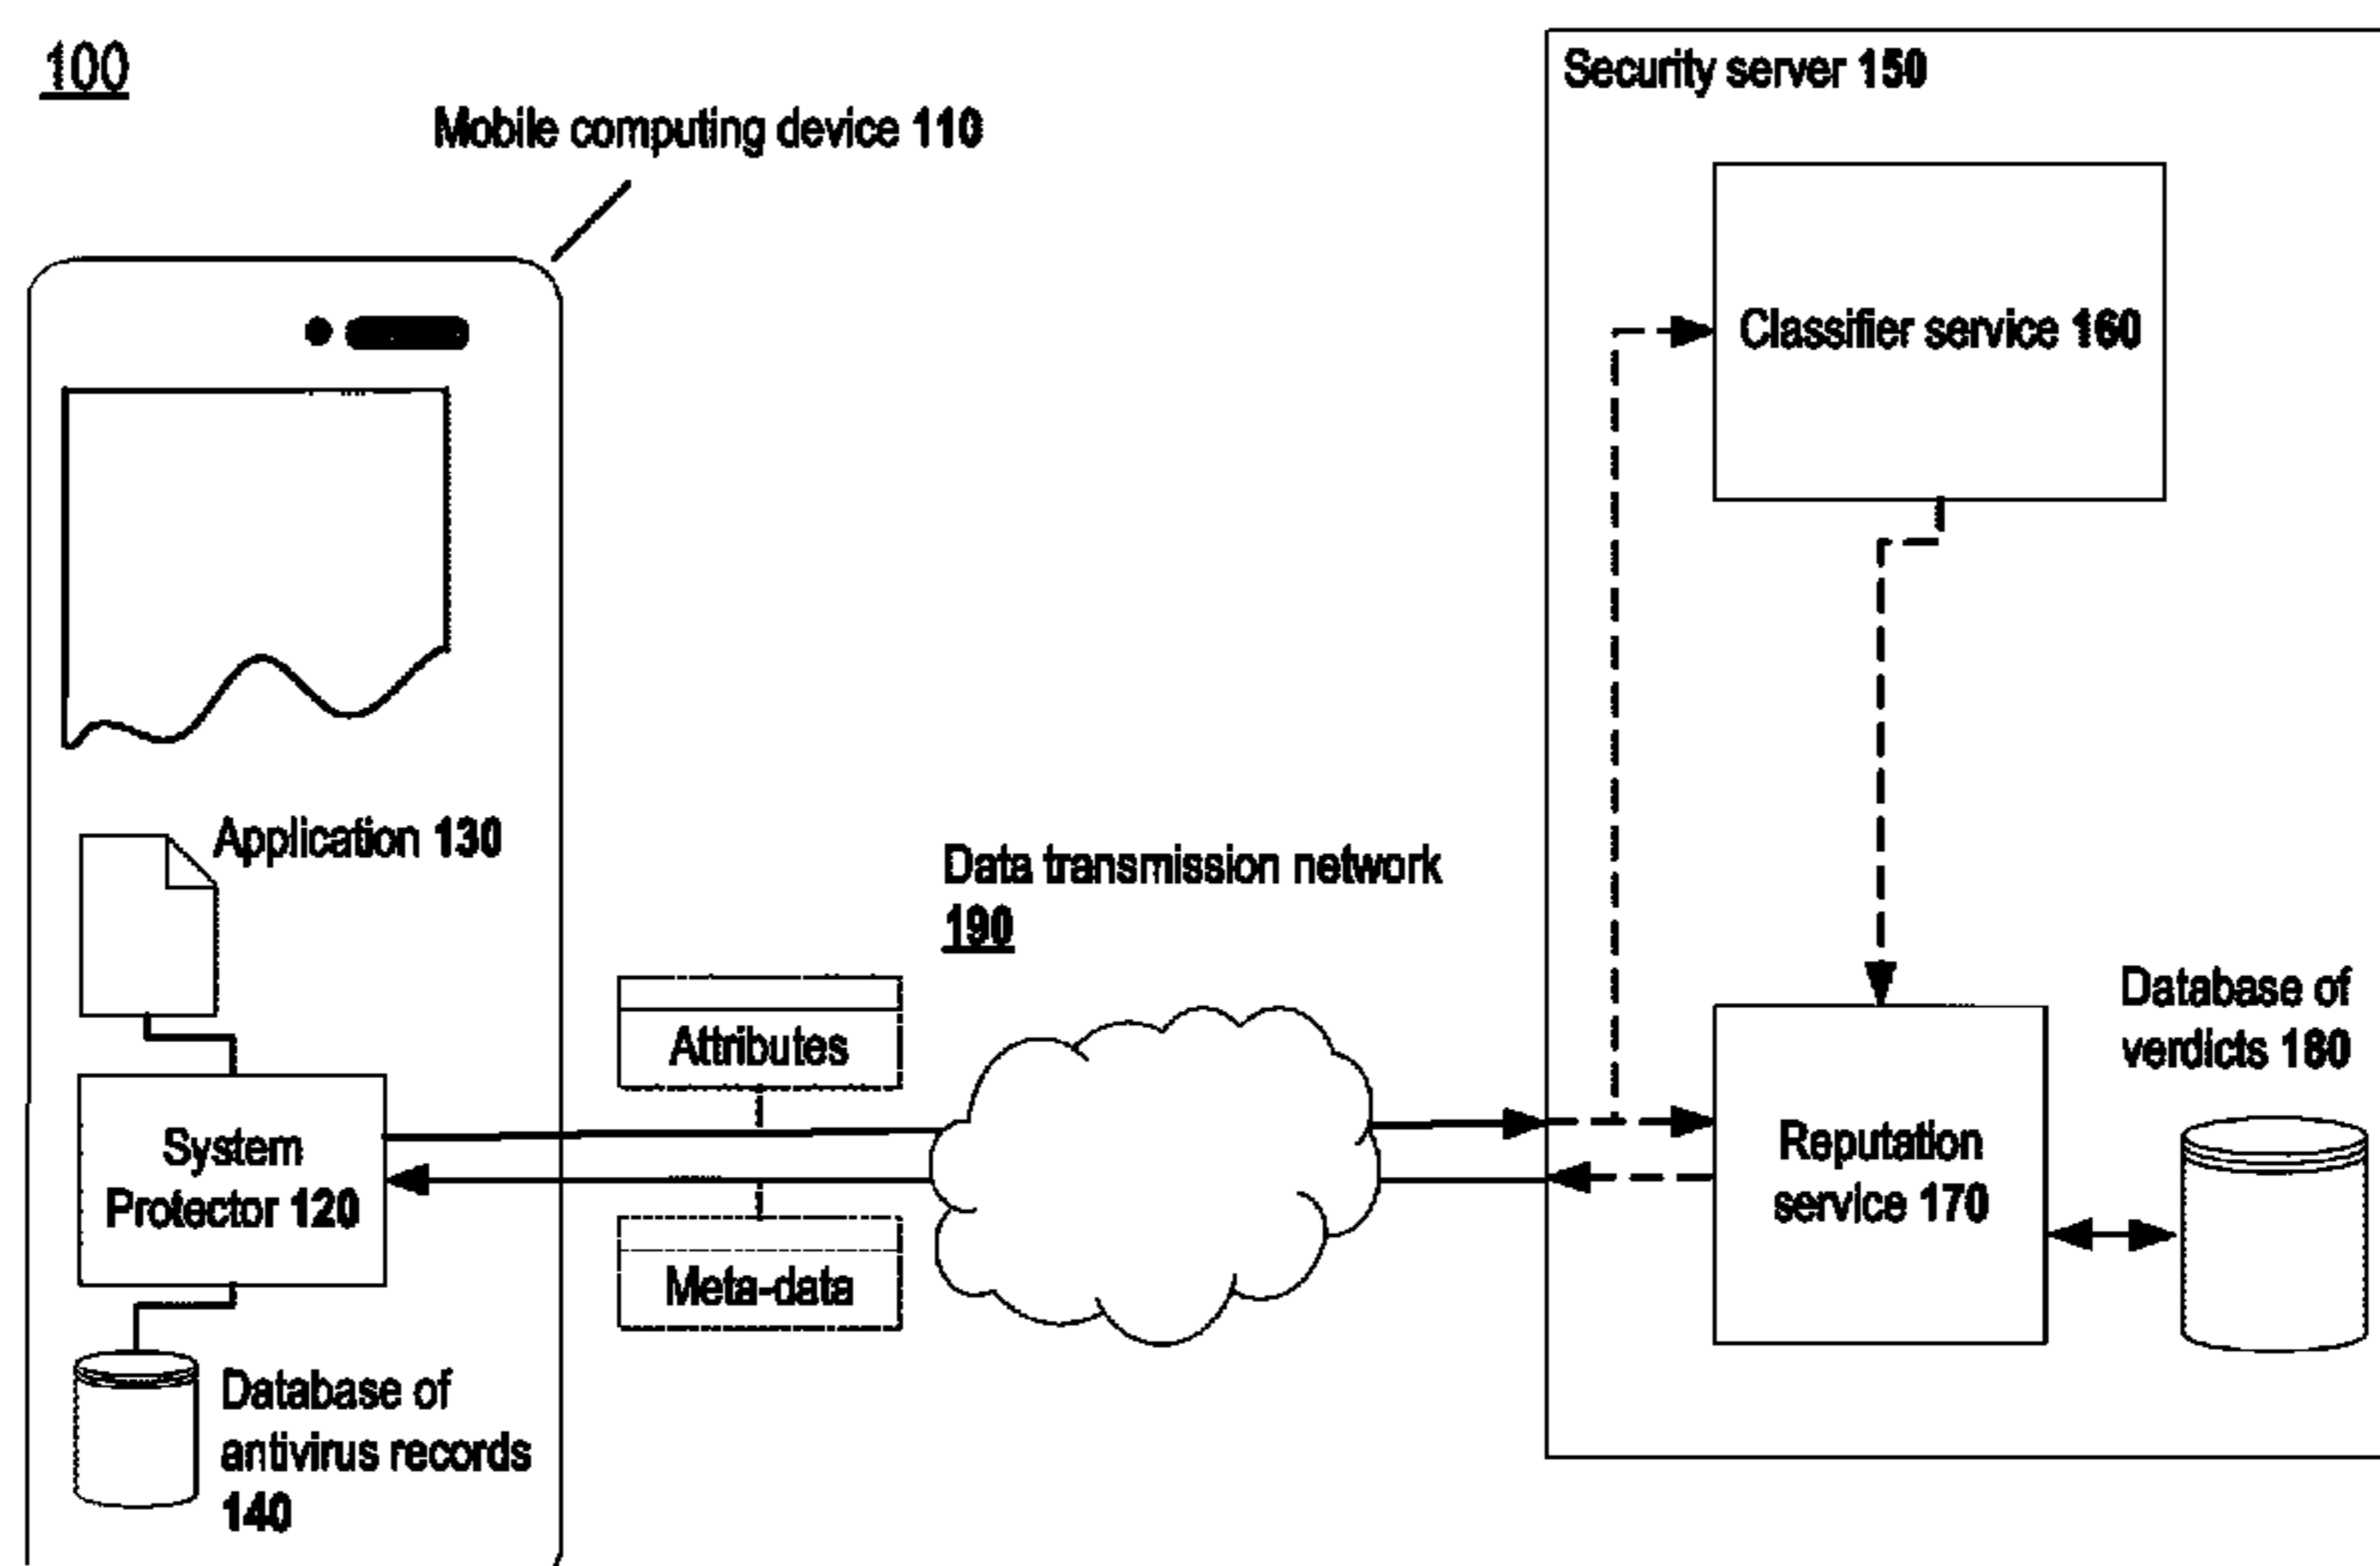 100
Mobile computing device 110
Security server 150
Classifier service 160
Application 130
Data transmission network
190
Attributes
System
Protector 120
Meta-data
Reputation
service 170
Database of
verdicts 180
Database of
antivirus records
140